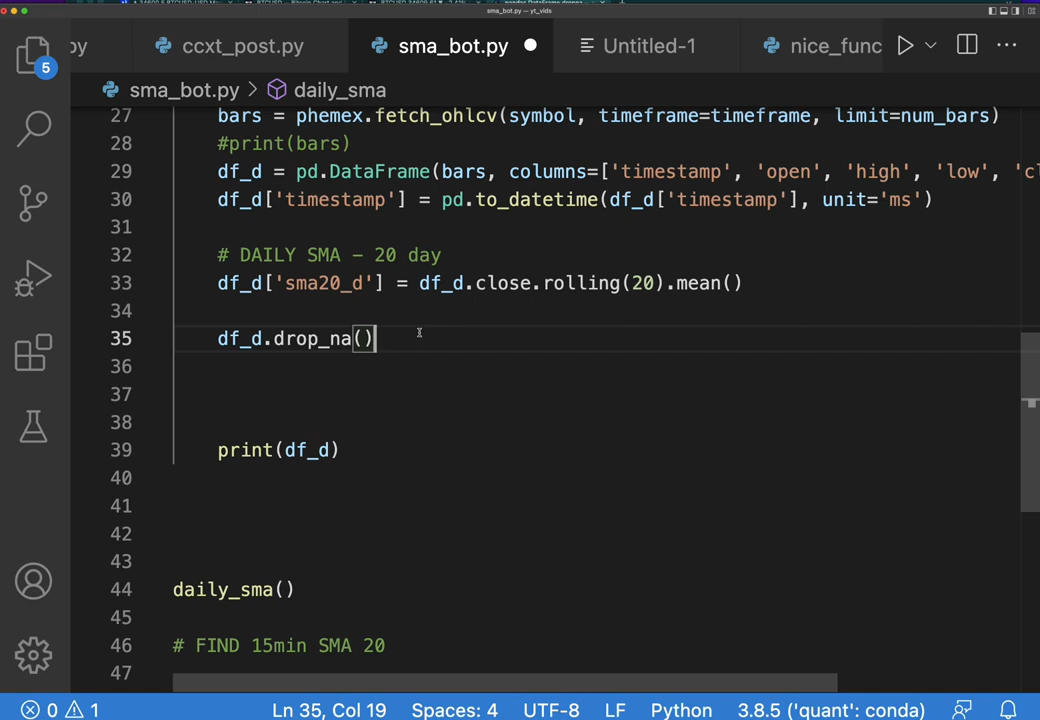 sma_bot.py — yt_vids
py
ccxt_post.py
sma_bot.py
Untitled-1
nice_func
5
sma_bot.py > daily_sma
27 bars = phemex.fetch_ohlcv(symbol, timeframe=timeframe, limit=num_bars)
28 #print(bars)
29 df_d = pd.DataFrame(bars, columns=['timestamp', 'open', 'high', 'low', 'cl
30 df_d['timestamp'] = pd.to_datetime(df_d['timestamp'], unit='ms')
31
32 # DAILY SMA - 20 day
33 df_d['sma20_d'] = df_d.close.rolling(20).mean()
34
35 df_d.drop_na()
36
37
38
39 print(df_d)
40
41
42
43
44 daily_sma()
45
46 # FIND 15min SMA 20
47
0 1 Ln 35, Col 19 Spaces: 4 UTF-8 LF Python 3.8.5 ('quant': conda)